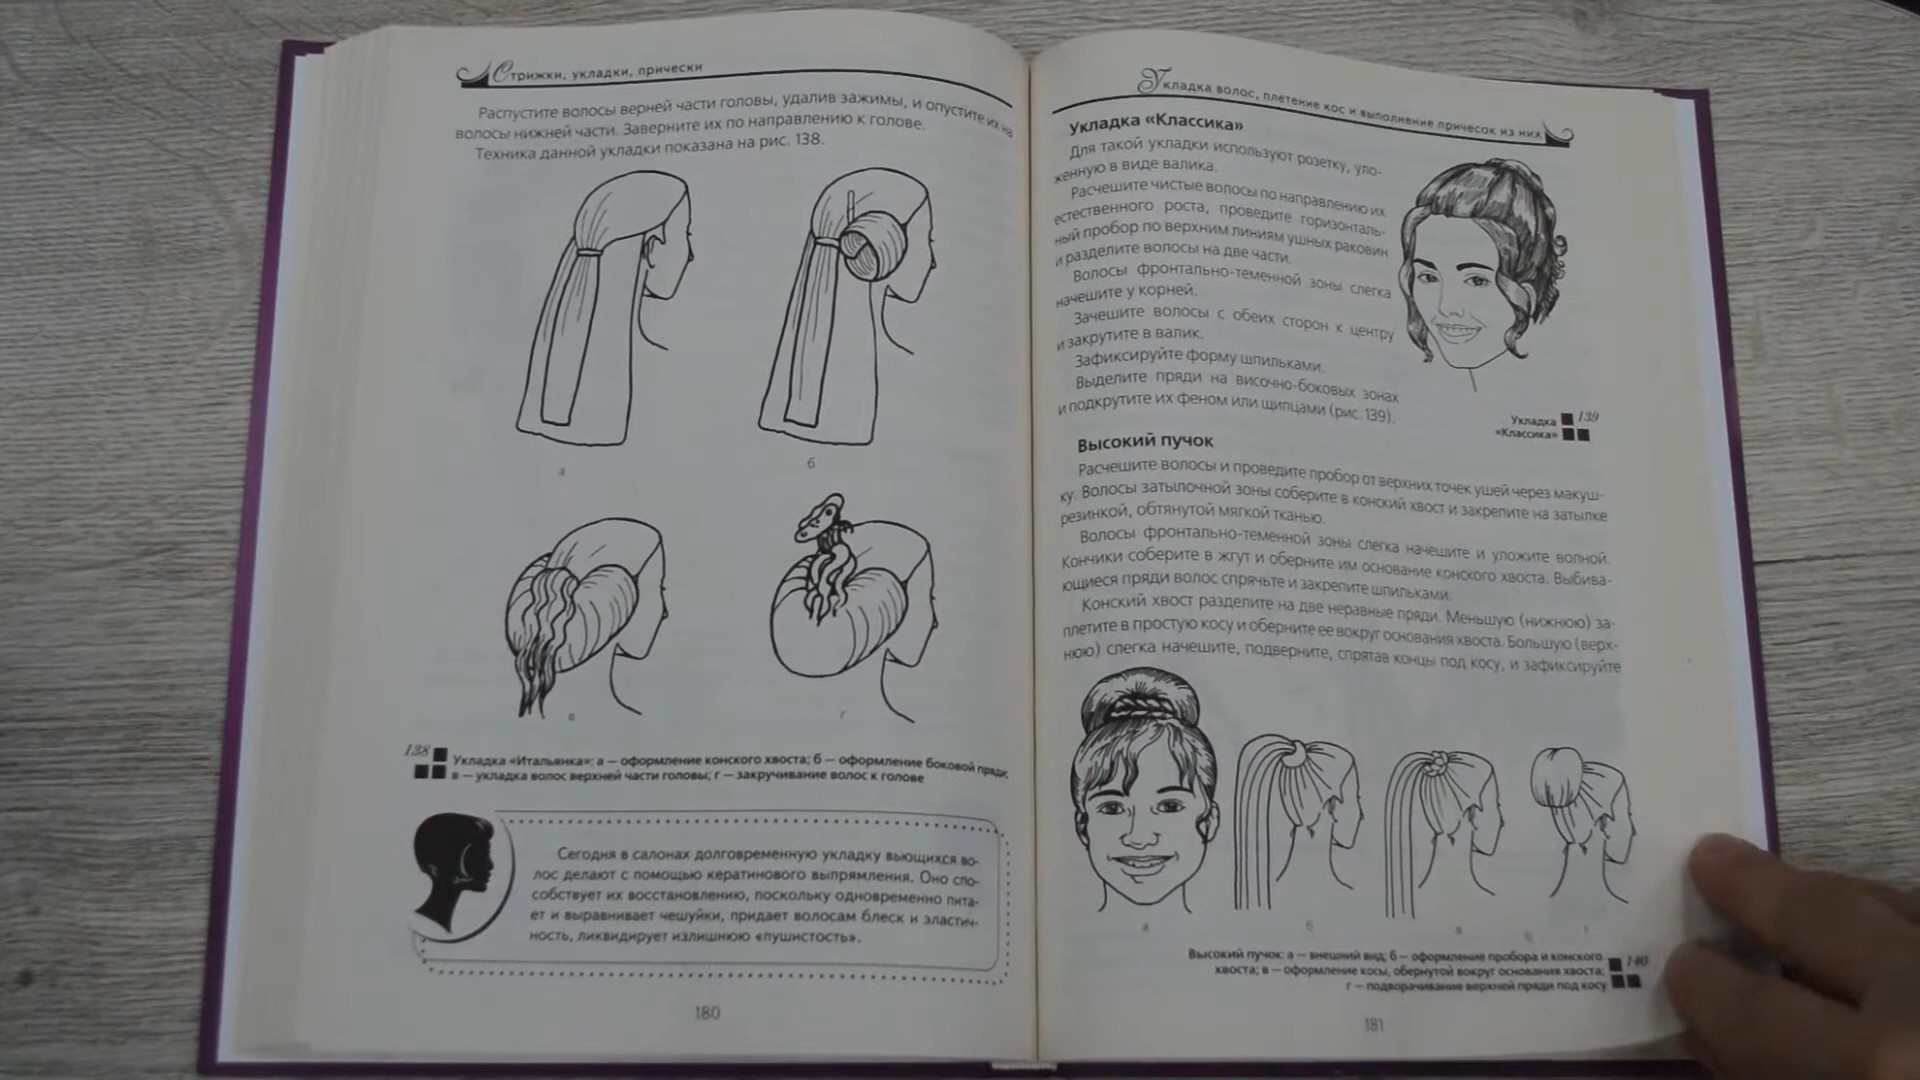 Стрижки, укладки, прически
Распустите волосы верней части головы, удалив зажимы, и опустите их на
волосы нижней части. Заверните их по направлению к голове.
Техника данной укладки показана на рис. 138.
а
б
в
г
138
Укладка «Итальянка»: а — оформление конского хвоста; б — оформление боковой пряди;
в — укладка волос верхней части головы; г — закручивание волос к голове
Сегодня в салонах долговременную укладку вьющихся во-
лос делают с помощью кератинового выпрямления. Оно спо-
собствует их восстановлению, поскольку одновременно пита-
ет и выравнивает чешуйки, придает волосам блеск и эластич-
ность, ликвидирует излишнюю «пушистость».
180
Укладка волос, плетение кос и выполнение причесок из них
Укладка «Классика»
Для такой укладки используют розетку, уло-
женную в виде валика.
Расчешите чистые волосы по направлению их
естественного роста, проведите горизонталь-
ный пробор по верхним линиям ушных раковин
и разделите волосы на две части.
Волосы фронтально-теменной зоны слегка
начешите у корней.
Зачешите волосы с обеих сторон к центру
и закрутите в валик.
Зафиксируйте форму шпильками.
Выделите пряди на височно-боковых зонах
и подкрутите их феном или щипцами (рис. 139).
Укладка 139
«Классика»
Высокий пучок
Расчешите волосы и проведите пробор от верхних точек ушей через макуш-
ку. Волосы затылочной зоны соберите в конский хвост и закрепите на затылке
резинкой, обтянутой мягкой тканью.
Волосы фронтально-теменной зоны слегка начешите и уложите волной.
Кончики соберите в жгут и оберните им основание конского хвоста. Выбива-
ющиеся пряди волос спрячьте и закрепите шпильками.
Конский хвост разделите на две неравные пряди. Меньшую (нижнюю) за-
плетите в простую косу и оберните ее вокруг основания хвоста. Большую (верх-
нюю) слегка начешите, подверните, спрятав концы под косу, и зафиксируйте
а
б
в
г
Высокий пучок: а — внешний вид; б — оформление пробора и конского
хвоста; в — оформление косы, обернутой вокруг основания хвоста;
г — подворачивание верхней пряди под косу
140
181